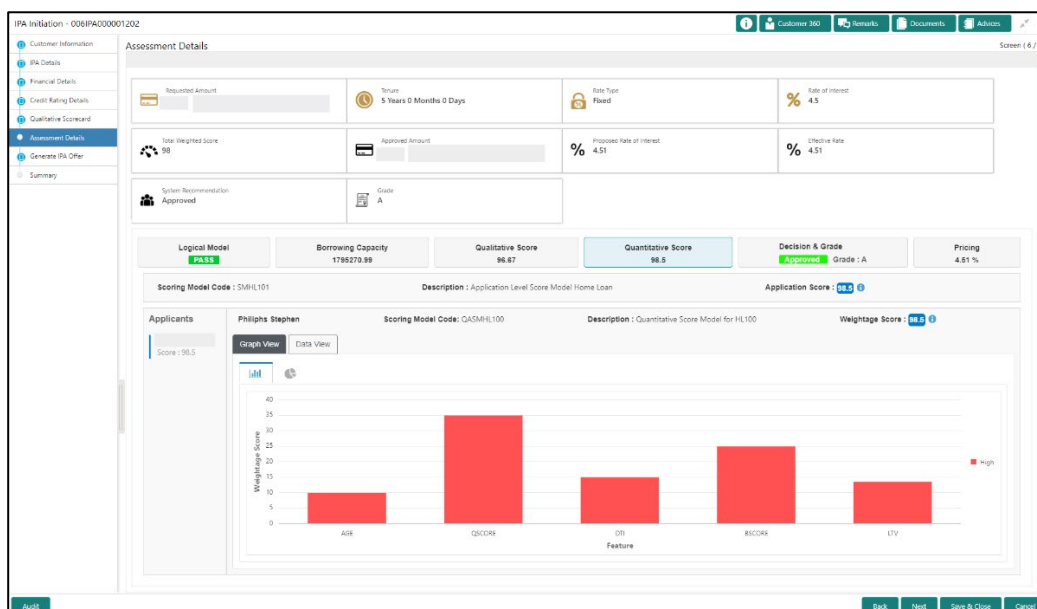 IPA Initiation - 006IPA000001202
Customer 360
Remarks
Documents
Advices
Customer Information
IPA Details
Financial Details
Credit Rating Details
Qualitative Scorecard
Assessment Details
Generate IPA Offer
Summary
Assessment Details
Screen ( 6 /
Requested Amount
Tenure
5 Years 0 Months 0 Days
Rate Type
Fixed
Rate of Interest
4.5
Total Weighted Score
98
Approved Amount
Proposed Rate of Interest
4.51
Effective Rate
4.51
System Recommendation
Approved
Grade
A
Logical Model
PASS
Borrowing Capacity
1795270.99
Qualitative Score
96.67
Quantitative Score
98.5
Decision & Grade
Approved Grade : A
Pricing
4.51 %
Scoring Model Code : SMHL101 Description : Application Level Score Model Home Loan Application Score : 98.5
Applicants
Score : 98.5
Philiphs Stephen Scoring Model Code: QASMHL100 Description : Quantitative Score Model for HL100 Weightage Score : 98.5
Graph View Data View
Weightage Score
40
35
30
25
20
15
10
5
0
AGE QSCORE DTI BSCORE LTV
Feature
High
Audit
Back Next Save & Close Cancel